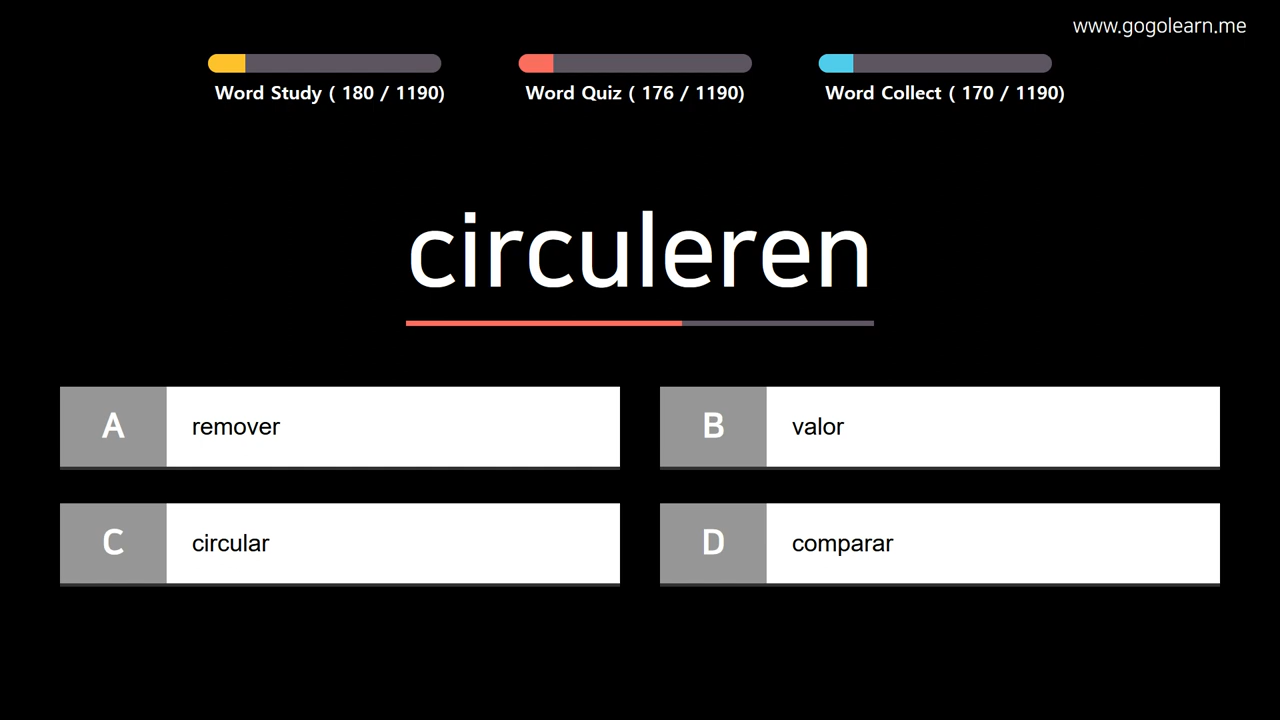 www.gogolearn.me
Word Study ( 180 / 1190)
Word Quiz ( 176 / 1190)
Word Collect ( 170 / 1190)
circuleren
A
remover
B
valor
C
circular
D
comparar